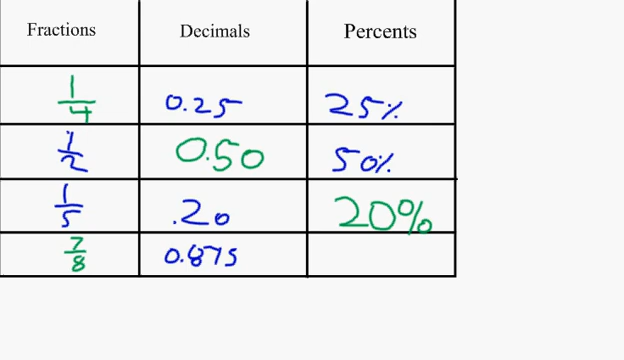 Fractions Decimals Percents
1/4 0.25 25%
1/2 0.50 50%
1/5 .20 20%
7/8 0.875